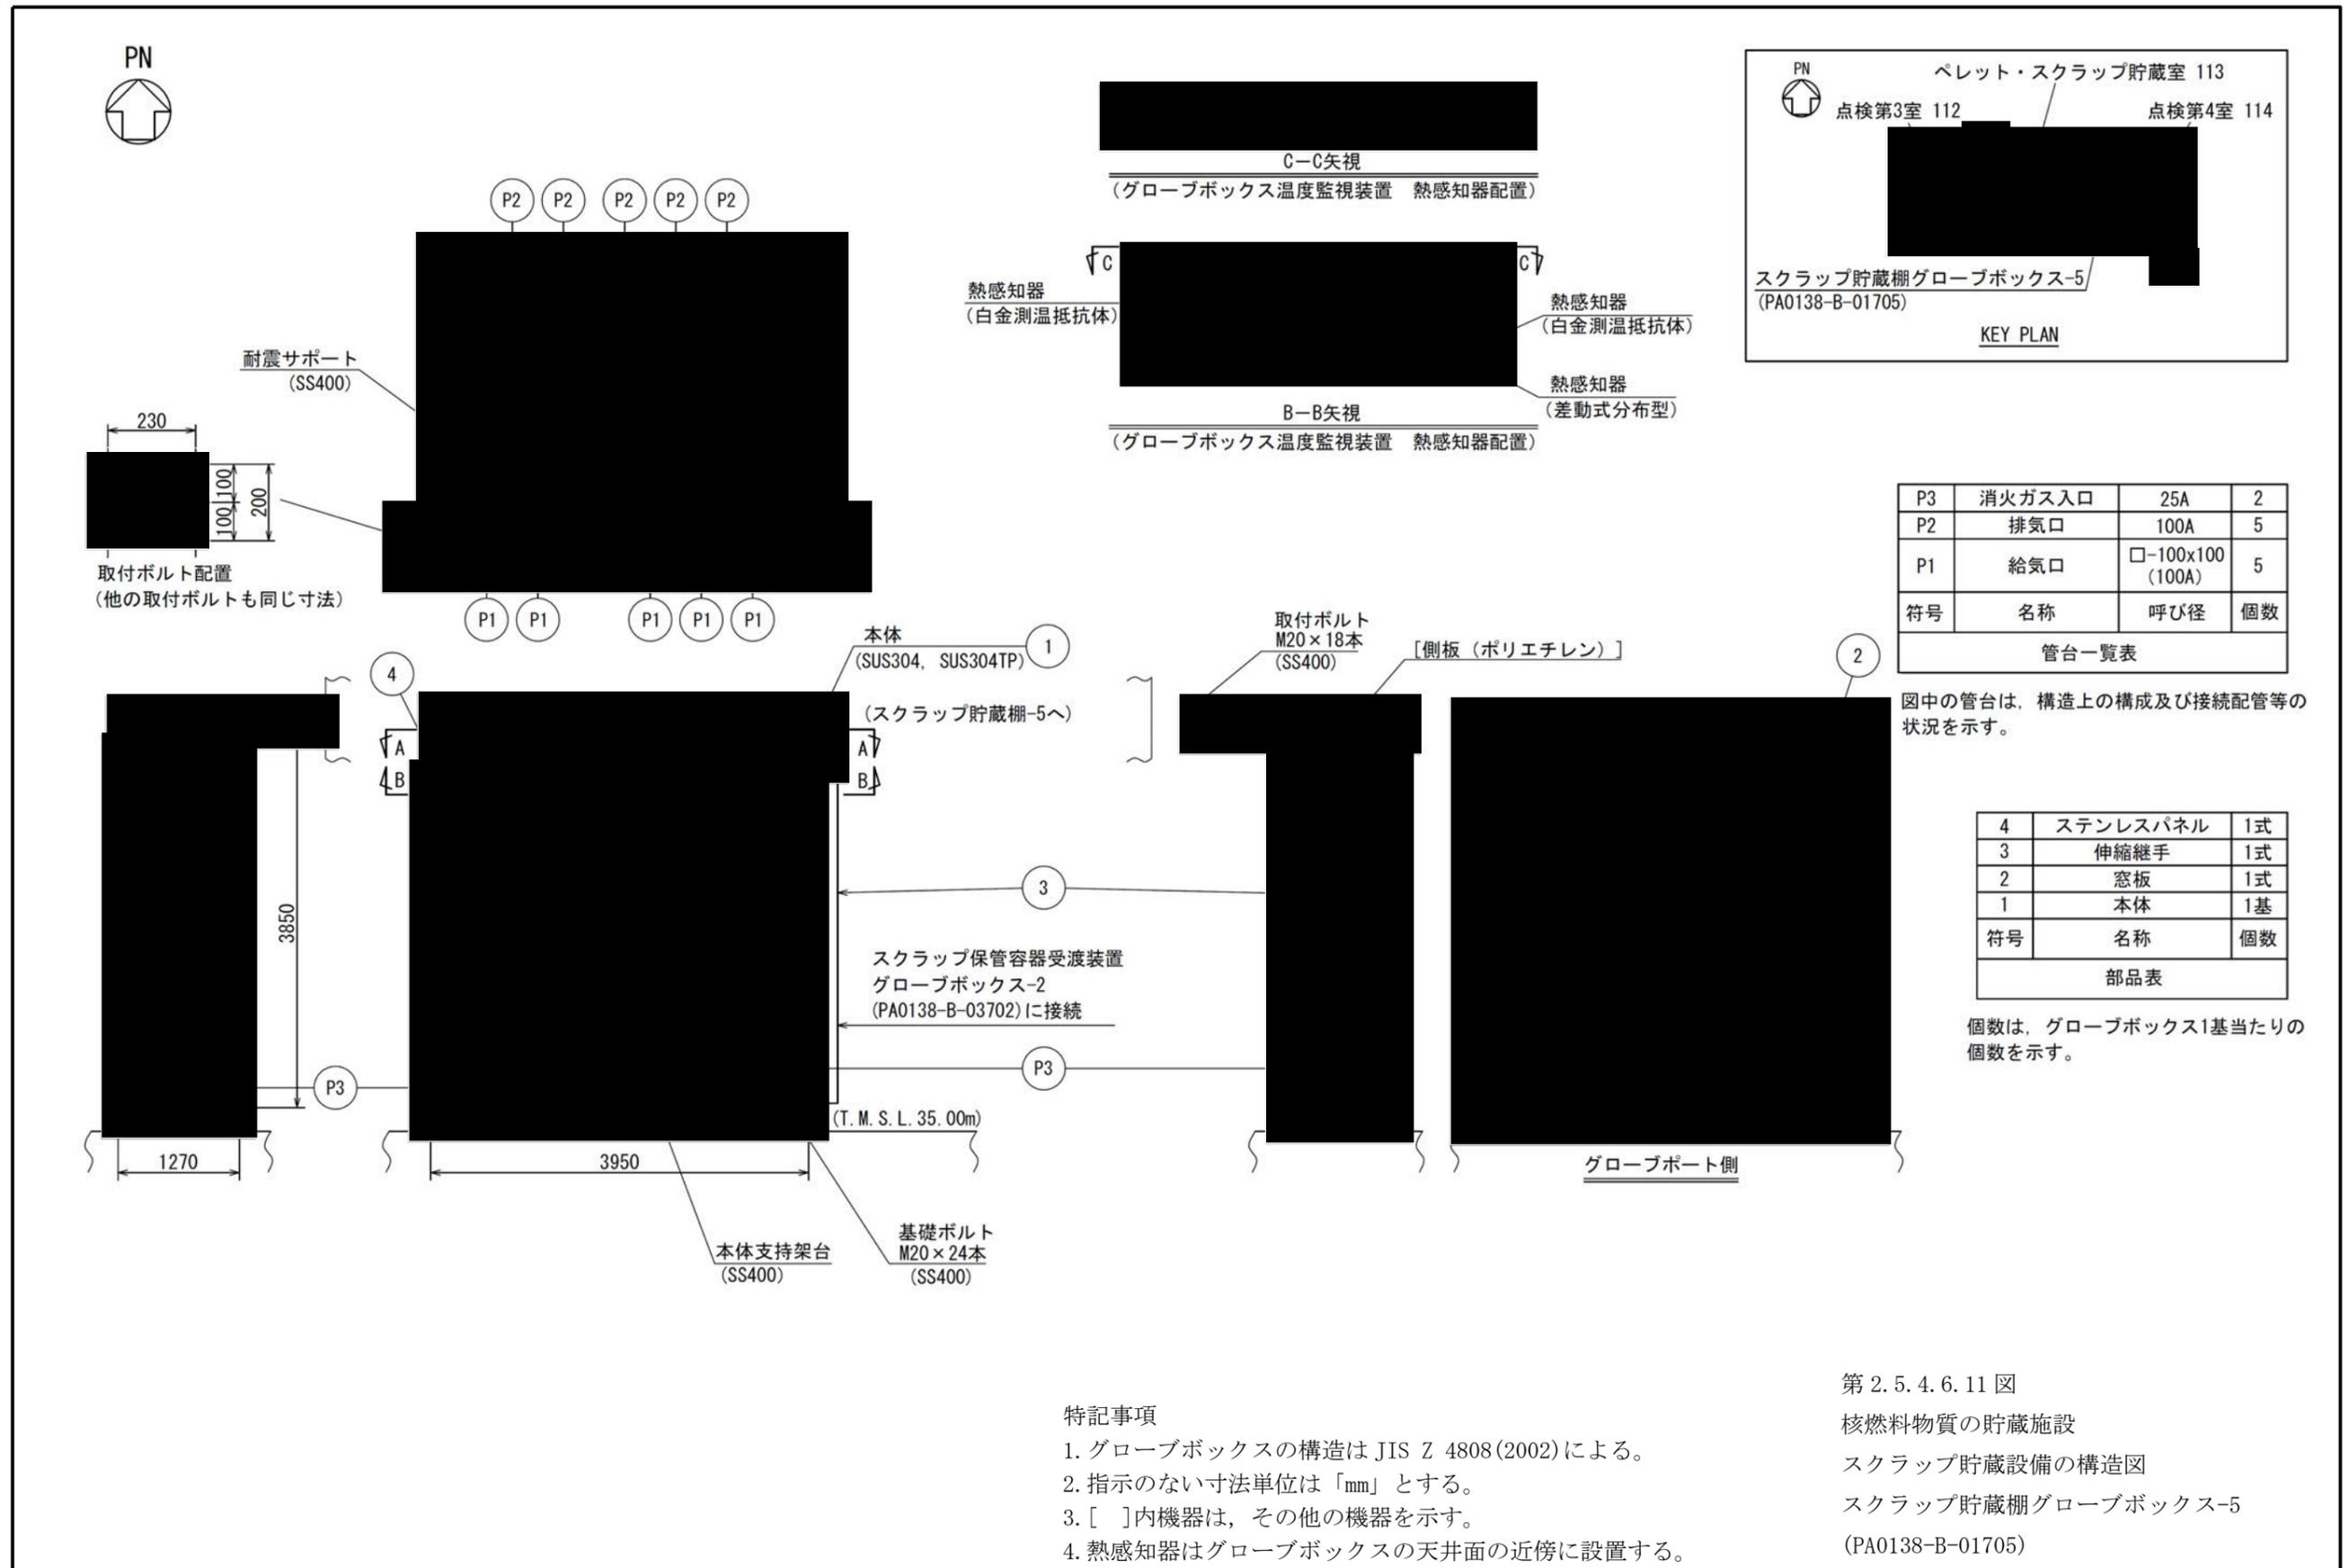 PN
P2 P2 P2 P2 P2
耐震サポート
(SS400)
230
100
100
200
取付ボルト配置
(他の取付ボルトも同じ寸法)
P1 P1 P1 P1 P1
C－C矢視
(グローブボックス温度監視装置　熱感知器配置)
C C
熱感知器
(白金測温抵抗体)
熱感知器
(白金測温抵抗体)
熱感知器
(差動式分布型)
B－B矢視
(グローブボックス温度監視装置　熱感知器配置)
PN
ペレット・スクラップ貯蔵室 113
点検第3室 112
点検第4室 114
スクラップ貯蔵棚グローブボックス-5
(PA0138-B-01705)
KEY PLAN
P3 消火ガス入口 25A 2
P2 排気口 100A 5
P1 給気口 □-100x100 (100A) 5
符号 名称 呼び径 個数
管台一覧表
図中の管台は，構造上の構成及び接続配管等の
状況を示す。
4
本体
(SUS304, SUS304TP)
1
(スクラップ貯蔵棚-5へ)
A A
B B
取付ボルト
M20×18本
(SS400)
[側板（ポリエチレン）]
2
3850
3
スクラップ保管容器受渡装置
グローブボックス-2
(PA0138-B-03702)に接続
P3
P3
(T.M.S.L.35.00m)
1270
3950
グローブポート側
本体支持架台
(SS400)
基礎ボルト
M20×24本
(SS400)
4 ステンレスパネル 1式
3 伸縮継手 1式
2 窓板 1式
1 本体 1基
符号 名称 個数
部品表
個数は，グローブボックス1基当たりの
個数を示す。
特記事項
1.グローブボックスの構造は JIS Z 4808(2002)による。
2.指示のない寸法単位は「mm」とする。
3.[　]内機器は，その他の機器を示す。
4.熱感知器はグローブボックスの天井面の近傍に設置する。
第 2.5.4.6.11 図
核燃料物質の貯蔵施設
スクラップ貯蔵設備の構造図
スクラップ貯蔵棚グローブボックス-5
(PA0138-B-01705)